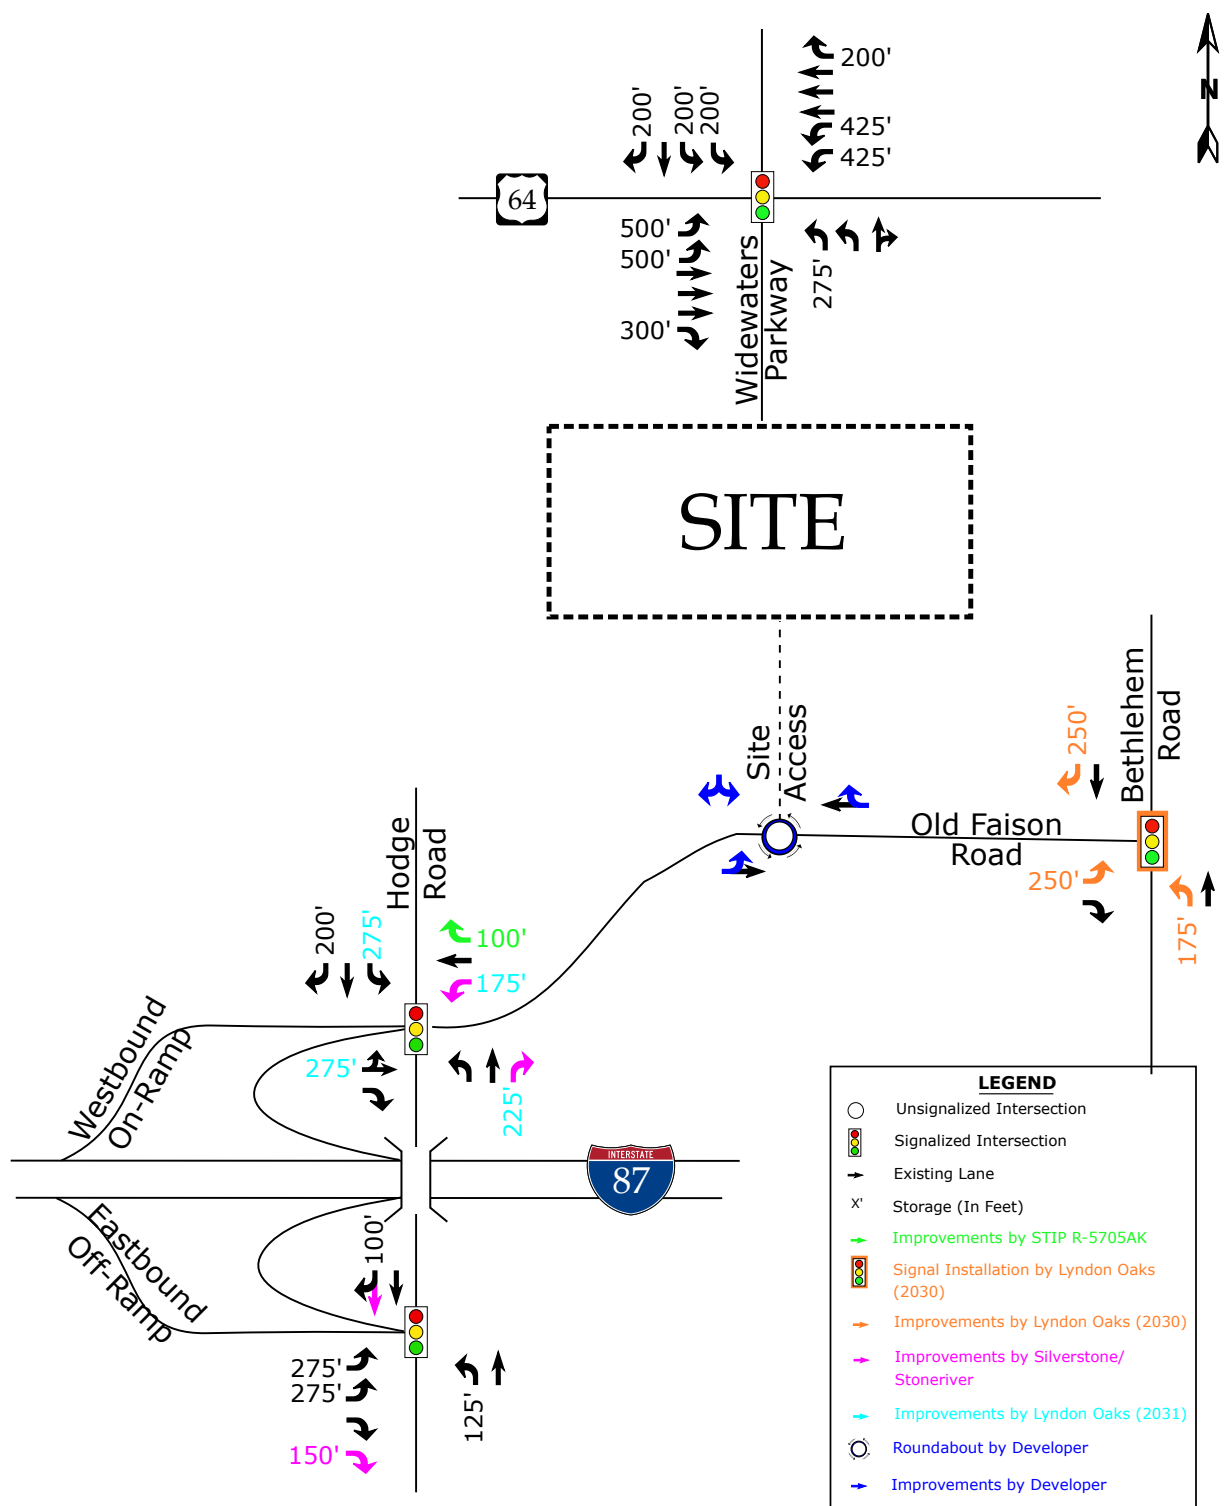 N
200'
425'
425'
200'
200'
200'
64
500'
500'
300'
275'
Widewaters
Parkway
SITE
Site
Access
Bethlehem
Road
250'
Old Faison
Road
250'
175'
Hodge
Road
200'
275'
100'
175'
275'
225'
Westbound
On-Ramp
INTERSTATE
87
Eastbound
Off-Ramp
100'
275'
275'
150'
125'
LEGEND
Unsignalized Intersection
Signalized Intersection
Existing Lane
X' Storage (In Feet)
Improvements by STIP R-5705AK
Signal Installation by Lyndon Oaks
(2030)
Improvements by Lyndon Oaks (2030)
Improvements by Silverstone/
Stoneriver
Improvements by Lyndon Oaks (2031)
Roundabout by Developer
Improvements by Developer